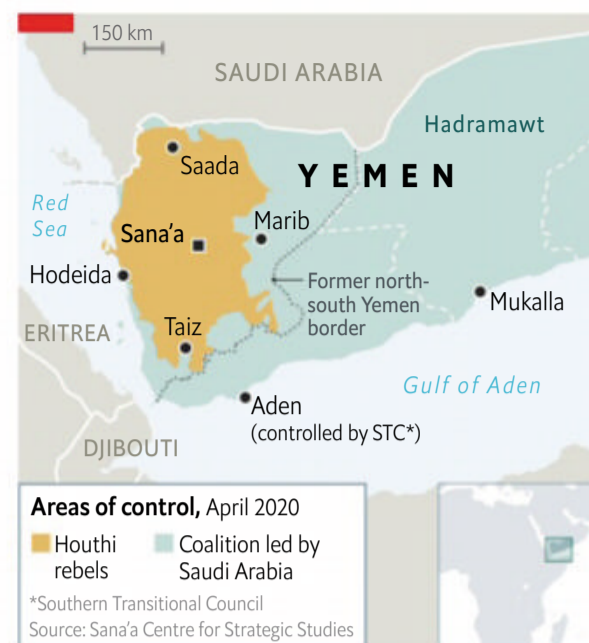 150 km
SAUDI ARABIA
Hadramawt
YEMEN
Saada
Red
Sea
Sana’a
Marib
Hodeida
Former north-
south Yemen
border
Mukalla
ERITREA
Taiz
Gulf of Aden
Aden
(controlled by STC*)
DJIBOUTI
Areas of control, April 2020
Houthi
rebels
Coalition led by
Saudi Arabia
*Southern Transitional Council
Source: Sana’a Centre for Strategic Studies